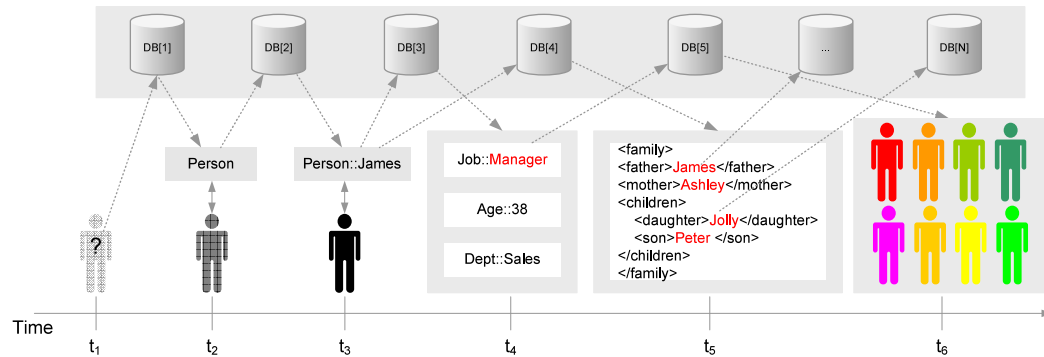 DB[1]
DB[2]
DB[3]
DB[4]
DB[5]
...
DB[N]
Person
Person::James
Job::Manager
Age::38
Dept::Sales
<family>
<father>James</father>
<mother>Ashley</mother>
<children>
<daughter>Jolly</daughter>
<son>Peter </son>
</children>
</family>
?
Time
t1
t2
t3
t4
t5
t6